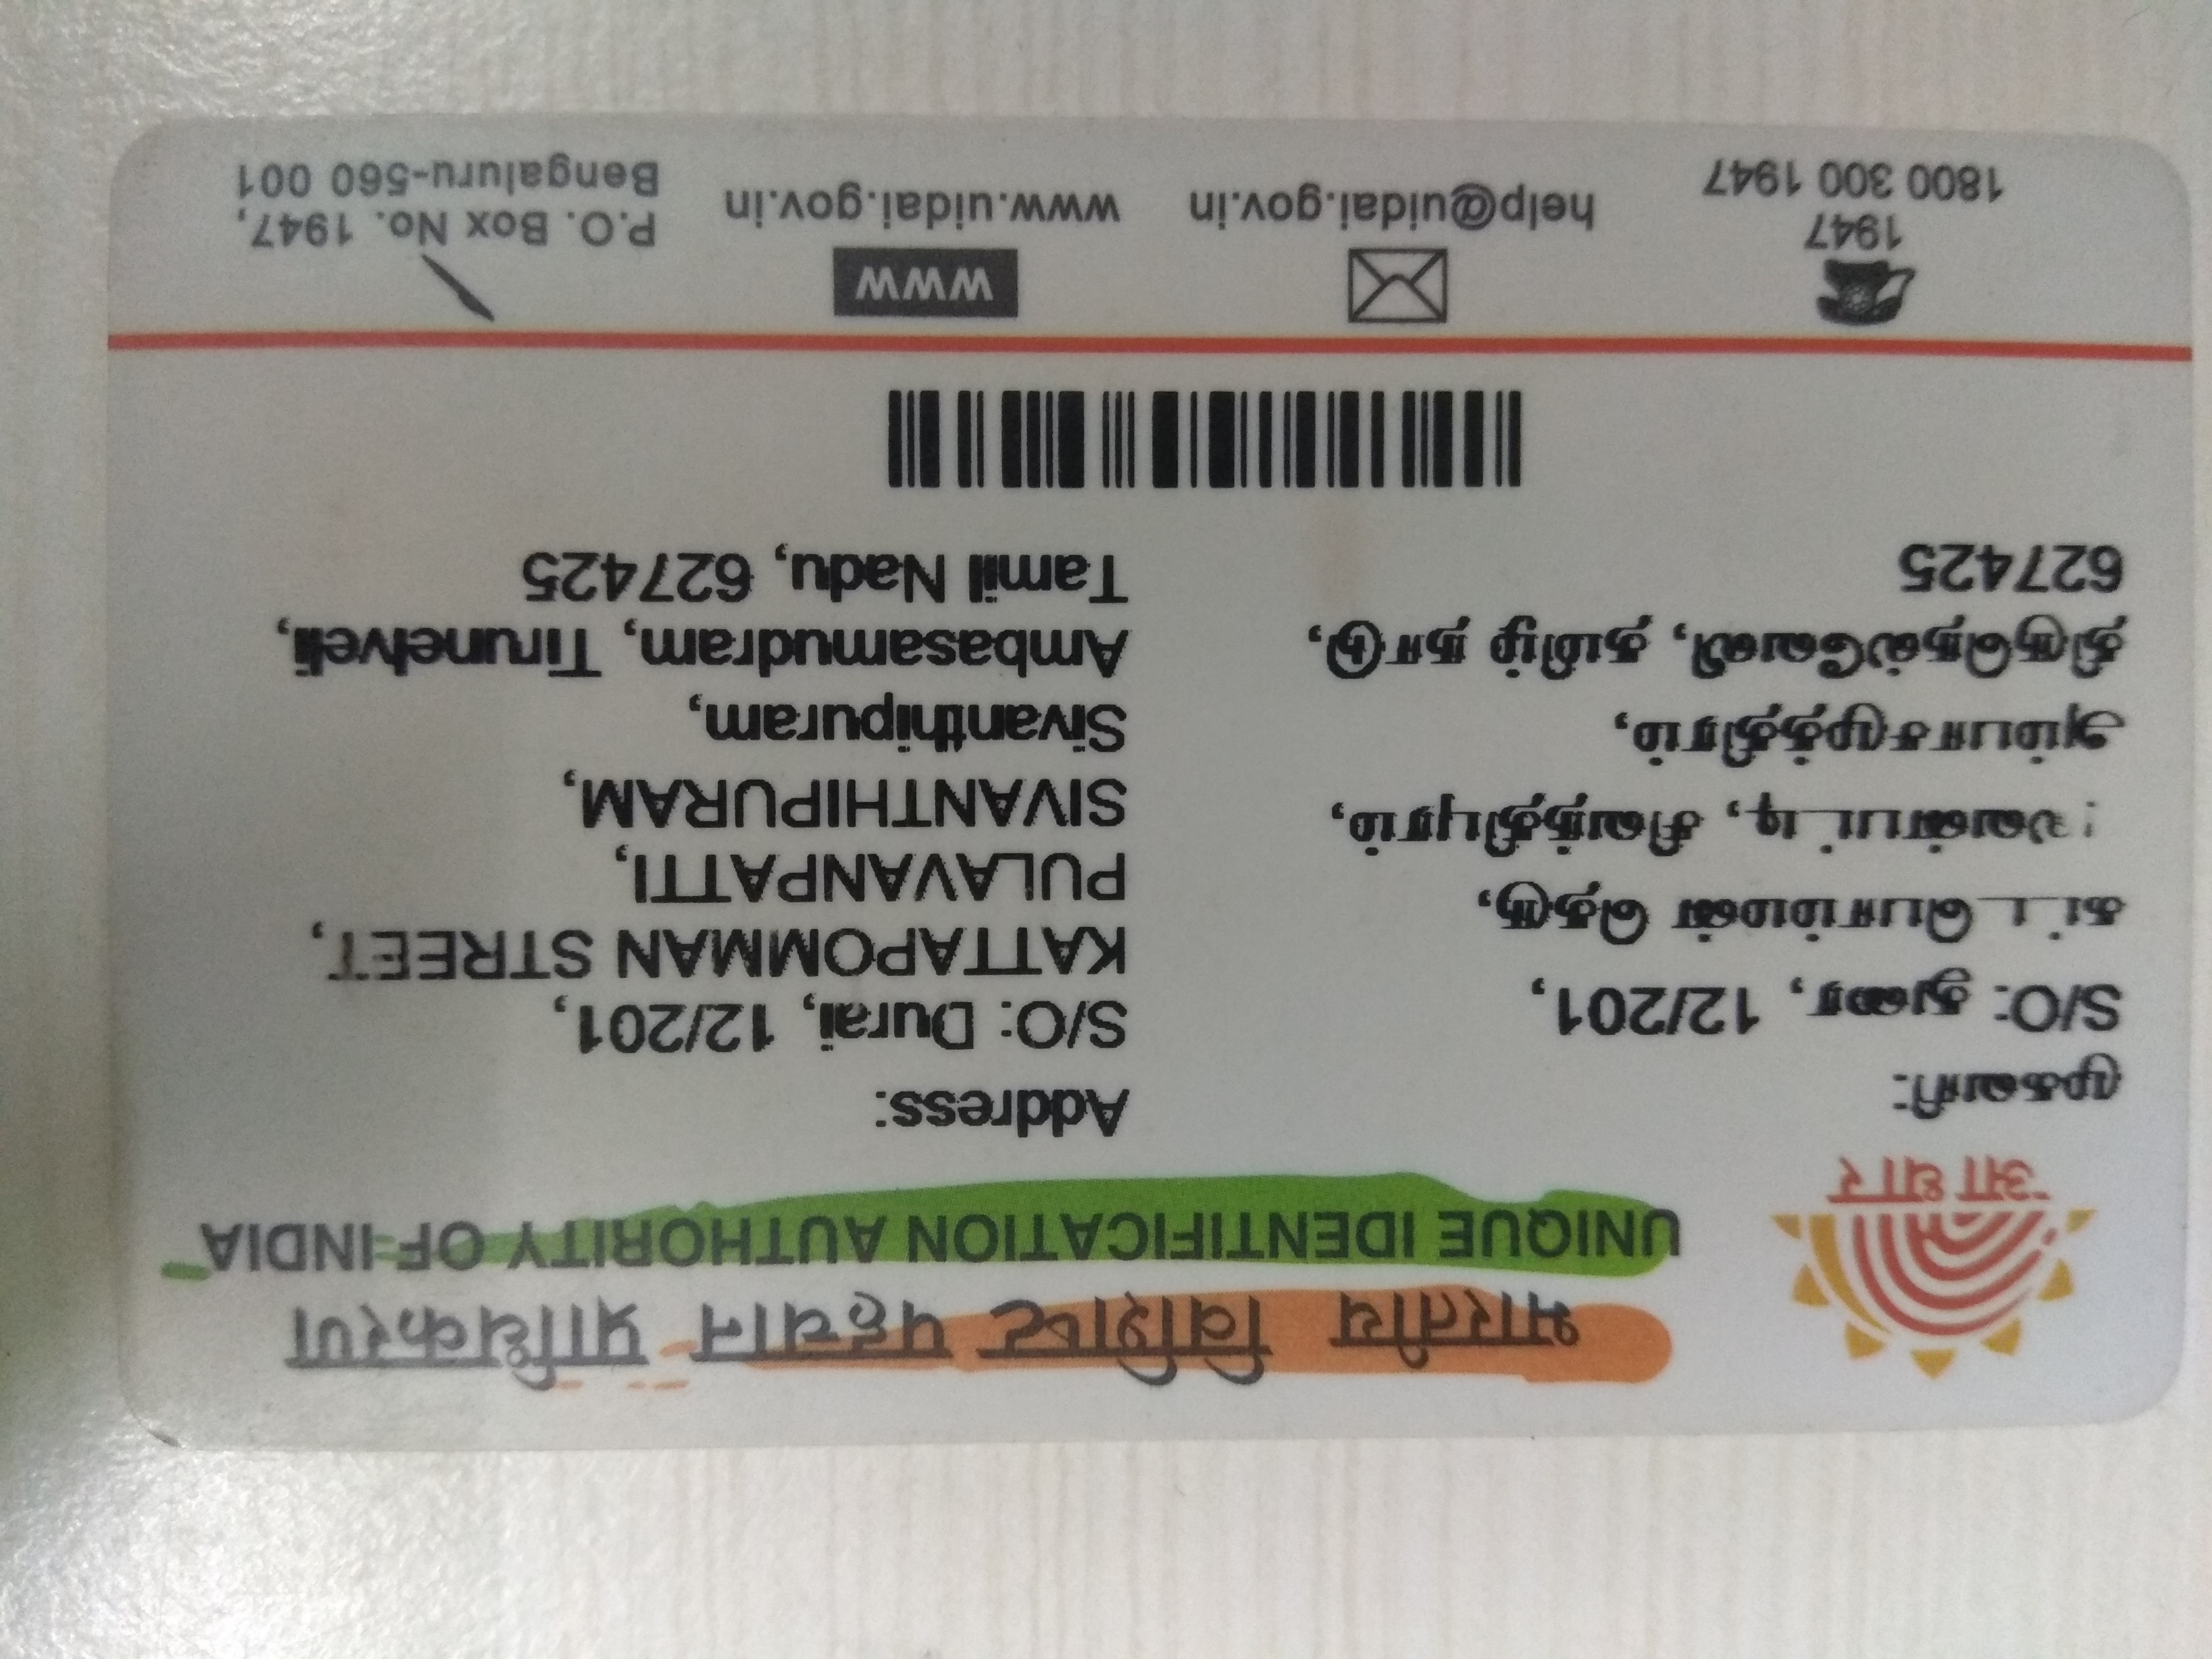 भारतीय विशिष्ट पहचान प्राधिकरण
UNIQUE IDENTIFICATION AUTHORITY OF INDIA
आधार
முகவரி:
S/O: துரை, 12/201,
கட்டபொம்மன் தெரு,
சிவந்திபுரம்,
அம்பாசமுத்திரம்,
திருநெல்வேலி, தமிழ் நாடு,
627425
Address:
S/O: Durai, 12/201,
KATTAPOMMAN STREET,
PULAVANPATTI,
SIVANTHIPURAM,
Sivanthipuram,
Ambasamudram, Tirunelveli,
Tamil Nadu, 627425
1947
1800 300 1947
help@uidai.gov.in
WWW
www.uidai.gov.in
P.O. Box No. 1947,
Bengaluru-560 001